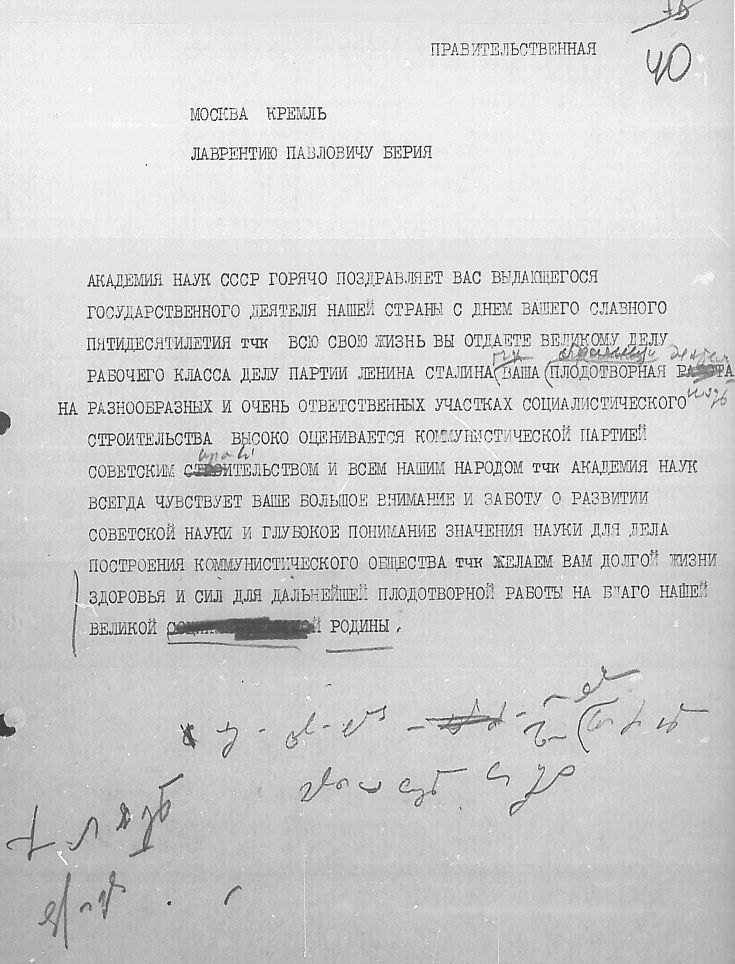 40
ПРАВИТЕЛЬСТВЕННАЯ
МОСКВА КРЕМЛЬ
ЛАВРЕНТИЮ ПАВЛОВИЧУ БЕРИЯ
АКАДЕМИЯ НАУК СССР ГОРЯЧО ПОЗДРАВЛЯЕТ ВАС ВЫДАЮЩЕГОСЯ
ГОСУДАРСТВЕННОГО ДЕЯТЕЛЯ НАШЕЙ СТРАНЫ С ДНЕМ ВАШЕГО СЛАВНОГО
ПЯТИДЕСЯТИЛЕТИЯ тчк ВСЮ СВОЮ ЖИЗНЬ ВЫ ОТДАЕТЕ ВЕЛИКОМУ ДЕЛУ
РАБОЧЕГО КЛАССА ДЕЛУ ПАРТИИ ЛЕНИНА СТАЛИНА ВАША ПЛОДОТВОРНАЯ РАБОТА
НА РАЗНООБРАЗНЫХ И ОЧЕНЬ ОТВЕТСТВЕННЫХ УЧАСТКАХ СОЦИАЛИСТИЧЕСКОГО
СТРОИТЕЛЬСТВА ВЫСОКО ОЦЕНИВАЕТСЯ КОММУНИСТИЧЕСКОЙ ПАРТИЕЙ
СОВЕТСКИМ СТРОИТЕЛЬСТВОМ И ВСЕМ НАШИМ НАРОДОМ тчк АКАДЕМИЯ НАУК
ВСЕГДА ЧУВСТВУЕТ ВАШЕ БОЛЬШОЕ ВНИМАНИЕ И ЗАБОТУ О РАЗВИТИИ
СОВЕТСКОЙ НАУКИ И ГЛУБОКОЕ ПОНИМАНИЕ ЗНАЧЕНИЯ НАУКИ ДЛЯ ДЕЛА
ПОСТРОЕНИЯ КОММУНИСТИЧЕСКОГО ОБЩЕСТВА тчк ЖЕЛАЕМ ВАМ ДОЛГОЙ ЖИЗНИ
ЗДОРОВЬЯ И СИЛ ДЛЯ ДАЛЬНЕЙШЕЙ ПЛОДОТВОРНОЙ РАБОТЫ НА БЛАГО НАШЕЙ
ВЕЛИКОЙ РОДИНЫ.